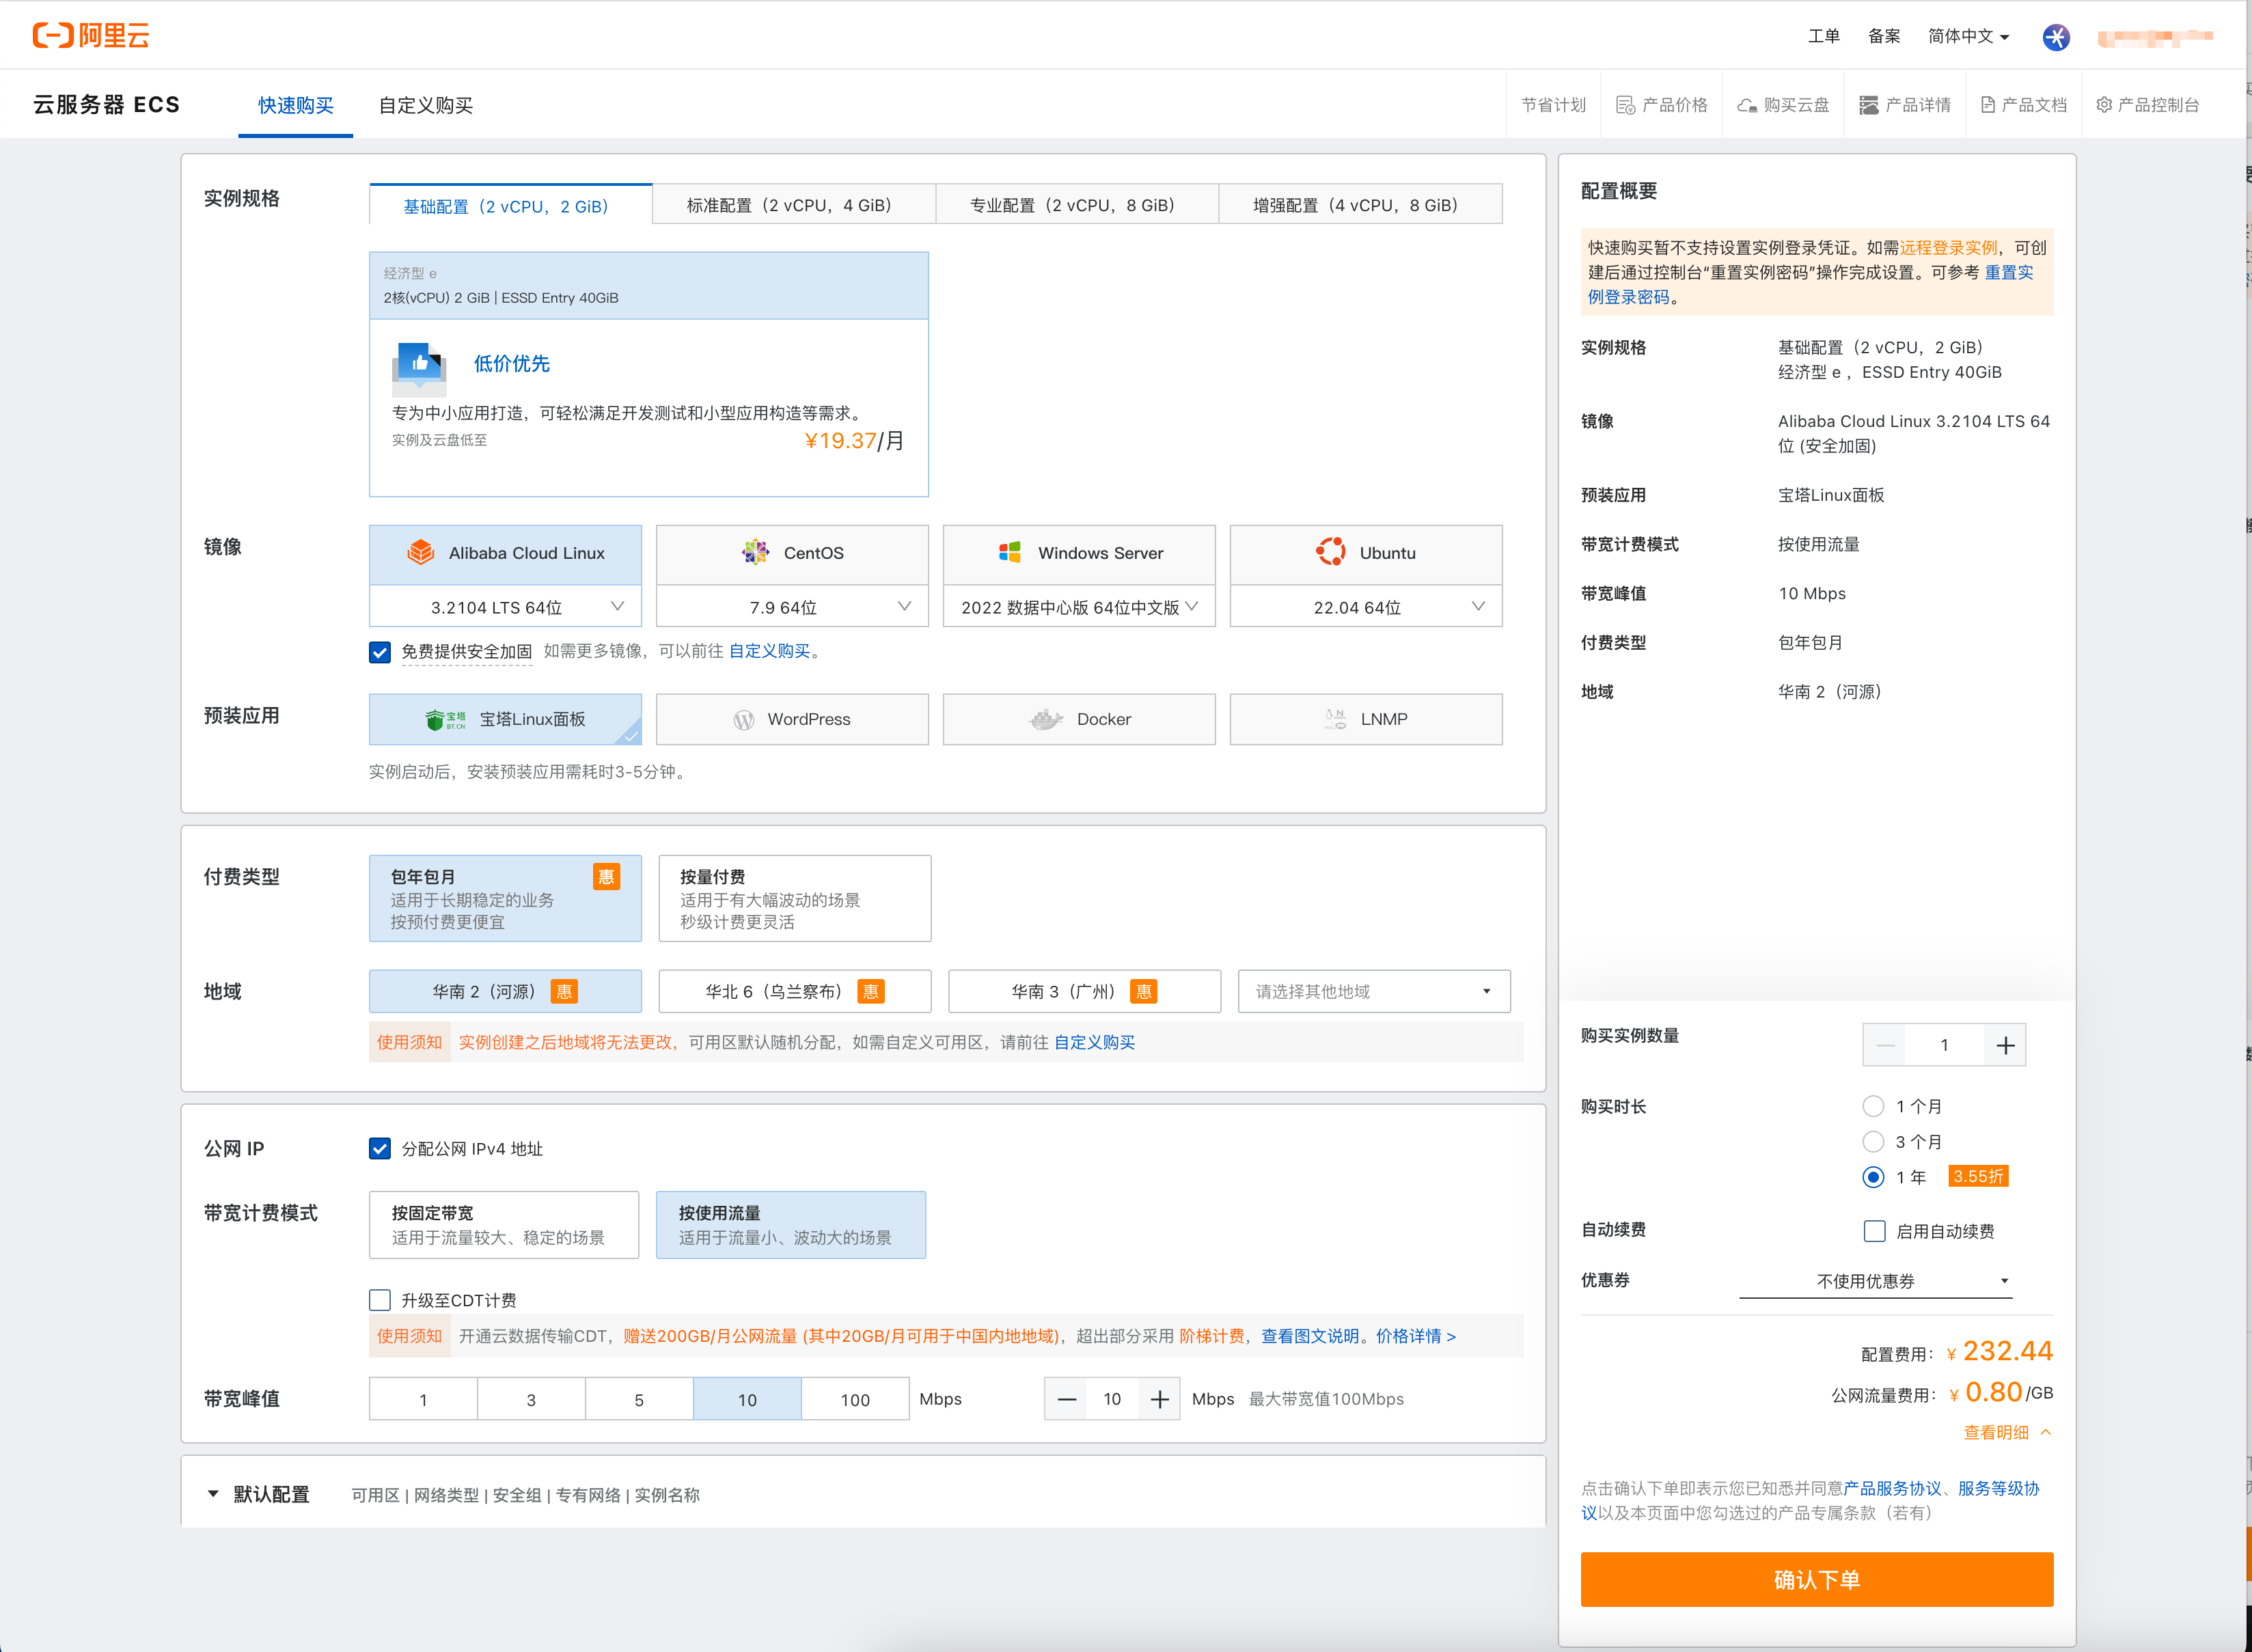 阿里云
工单 备案 简体中文
云服务器 ECS 快速购买 自定义购买 节省计划 产品价格 购买云盘 产品详情 产品文档 产品控制台
实例规格
基础配置（2 vCPU，2 GiB） 标准配置（2 vCPU，4 GiB） 专业配置（2 vCPU，8 GiB） 增强配置（4 vCPU，8 GiB）
经济型 e
2核(vCPU) 2 GiB | ESSD Entry 40GiB
低价优先
专为中小应用打造，可轻松满足开发测试和小型应用构造等需求。
实例及云盘低至 ¥19.37/月
镜像
Alibaba Cloud Linux CentOS Windows Server Ubuntu
3.2104 LTS 64位 7.9 64位 2022 数据中心版 64位中文版 22.04 64位
免费提供安全加固 如需更多镜像，可以前往 自定义购买。
预装应用
宝塔 BT.CN 宝塔Linux面板 WordPress Docker LNMP
实例启动后，安装预装应用需耗时3-5分钟。
付费类型
包年包月 惠 按量付费
适用于长期稳定的业务 适用于有大幅波动的场景
按预付费更便宜 秒级计费更灵活
地域
华南 2（河源） 惠 华北 6（乌兰察布） 惠 华南 3（广州） 惠 请选择其他地域
使用须知 实例创建之后地域将无法更改，可用区默认随机分配，如需自定义可用区，请前往 自定义购买
公网 IP 分配公网 IPv4 地址
带宽计费模式
按固定带宽 按使用流量
适用于流量较大、稳定的场景 适用于流量小、波动大的场景
升级至CDT计费
使用须知 开通云数据传输CDT，赠送200GB/月公网流量 (其中20GB/月可用于中国内地地域)，超出部分采用 阶梯计费，查看图文说明。价格详情 >
带宽峰值 1 3 5 10 100 Mbps 10 Mbps 最大带宽值100Mbps
默认配置 可用区 | 网络类型 | 安全组 | 专有网络 | 实例名称
配置概要
快速购买暂不支持设置实例登录凭证。如需远程登录实例，可创
建后通过控制台“重置实例密码”操作完成设置。可参考 重置实
例登录密码。
实例规格 基础配置（2 vCPU，2 GiB）
经济型 e ，ESSD Entry 40GiB
镜像 Alibaba Cloud Linux 3.2104 LTS 64
位 (安全加固)
预装应用 宝塔Linux面板
带宽计费模式 按使用流量
带宽峰值 10 Mbps
付费类型 包年包月
地域 华南 2（河源）
购买实例数量 1
购买时长 1 个月
3 个月
1 年 3.55折
自动续费 启用自动续费
优惠券 不使用优惠券
配置费用： ¥ 232.44
公网流量费用： ¥ 0.80/GB
查看明细
点击确认下单即表示您已知悉并同意产品服务协议、服务等级协
议以及本页面中您勾选过的产品专属条款（若有）
确认下单